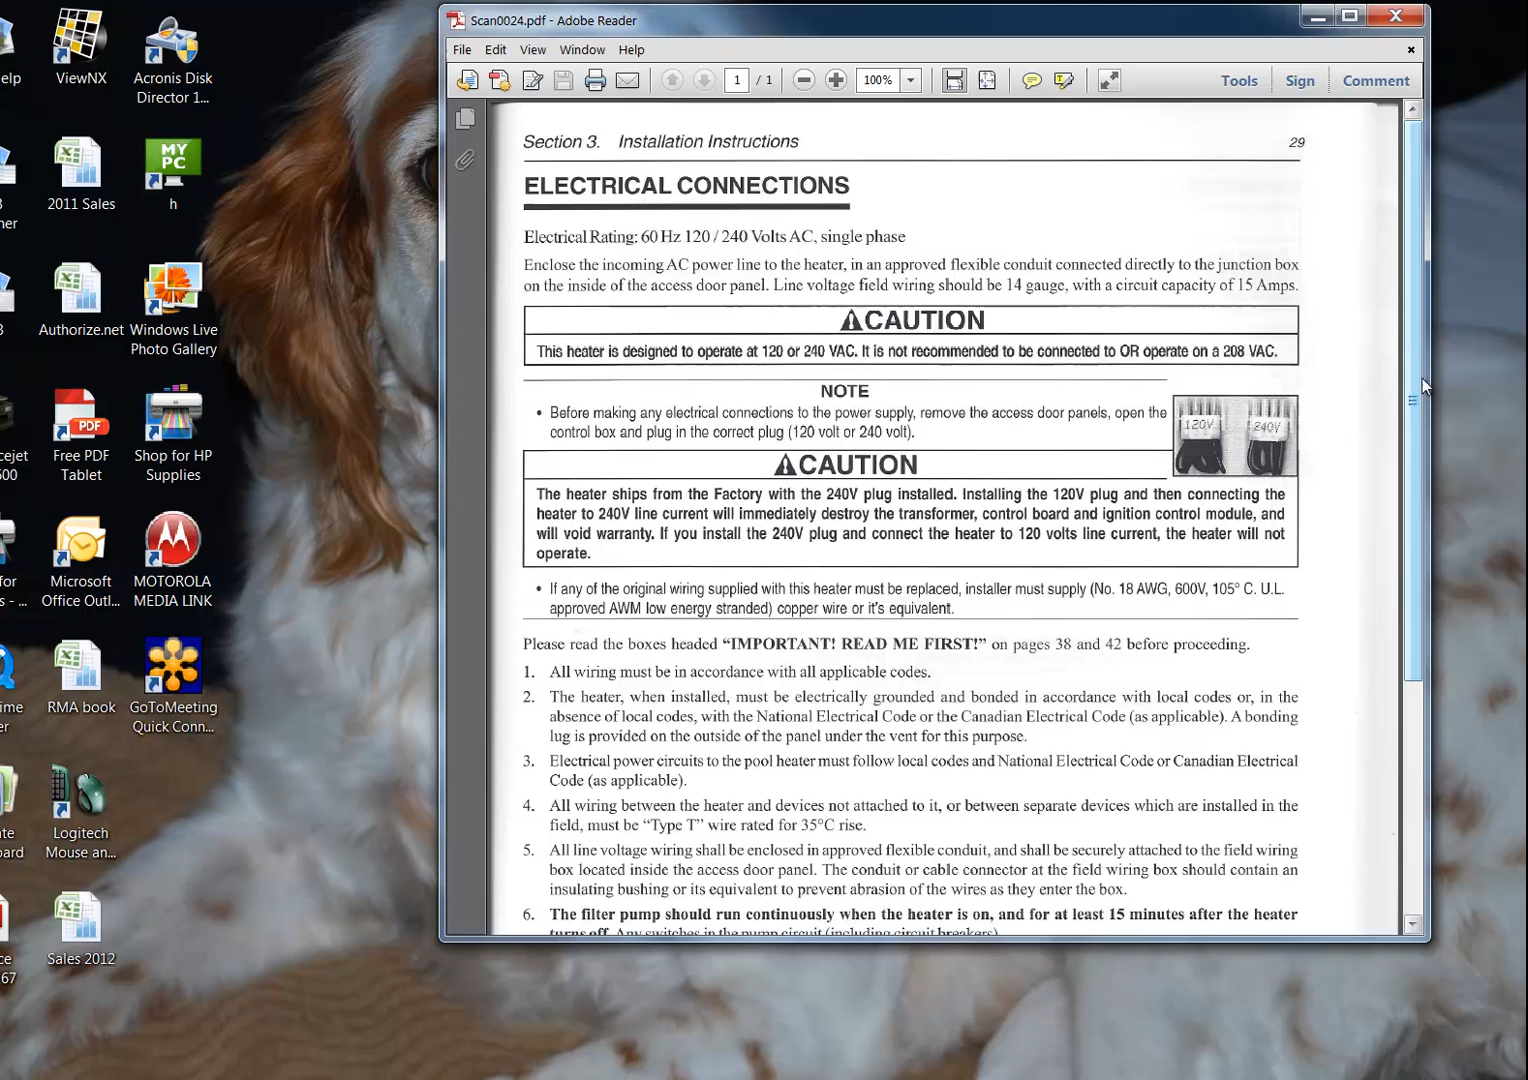 Scan0024.pdf - Adobe Reader
File Edit View Window Help
1 / 1 100% Tools Sign Comment
Section 3. Installation Instructions 29
ELECTRICAL CONNECTIONS
Electrical Rating: 60 Hz 120 / 240 Volts AC, single phase
Enclose the incoming AC power line to the heater, in an approved flexible conduit connected directly to the junction box
on the inside of the access door panel. Line voltage field wiring should be 14 gauge, with a circuit capacity of 15 Amps.
CAUTION
This heater is designed to operate at 120 or 240 VAC. It is not recommended to be connected to OR operate on a 208 VAC.
NOTE
• Before making any electrical connections to the power supply, remove the access door panels, open the
control box and plug in the correct plug (120 volt or 240 volt).
120V 240V
CAUTION
The heater ships from the Factory with the 240V plug installed. Installing the 120V plug and then connecting the
heater to 240V line current will immediately destroy the transformer, control board and ignition control module, and
will void warranty. If you install the 240V plug and connect the heater to 120 volts line current, the heater will not
operate.
• If any of the original wiring supplied with this heater must be replaced, installer must supply (No. 18 AWG, 600V, 105° C. U.L.
approved AWM low energy stranded) copper wire or it's equivalent.
Please read the boxes headed “IMPORTANT! READ ME FIRST!” on pages 38 and 42 before proceeding.
1. All wiring must be in accordance with all applicable codes.
2. The heater, when installed, must be electrically grounded and bonded in accordance with local codes or, in the
absence of local codes, with the National Electrical Code or the Canadian Electrical Code (as applicable). A bonding
lug is provided on the outside of the panel under the vent for this purpose.
3. Electrical power circuits to the pool heater must follow local codes and National Electrical Code or Canadian Electrical
Code (as applicable).
4. All wiring between the heater and devices not attached to it, or between separate devices which are installed in the
field, must be “Type T” wire rated for 35°C rise.
5. All line voltage wiring shall be enclosed in approved flexible conduit, and shall be securely attached to the field wiring
box located inside the access door panel. The conduit or cable connector at the field wiring box should contain an
insulating bushing or its equivalent to prevent abrasion of the wires as they enter the box.
6. The filter pump should run continuously when the heater is on, and for at least 15 minutes after the heater
turns off. Any switches in the pump circuit (including circuit breakers)
elp
ViewNX
Acronis Disk
Director 1...
3
ner
2011 Sales
MY
PC
h
3
Authorize.net
Windows Live
Photo Gallery
cejet
500
PDF
Free PDF
Tablet
Shop for HP
Supplies
for
s - ...
Microsoft
Office Outl...
MOTOROLA
MEDIA LINK
ime
er
RMA book
GoToMeeting
Quick Conn...
ate
oard
Logitech
Mouse an...
ce
67
Sales 2012